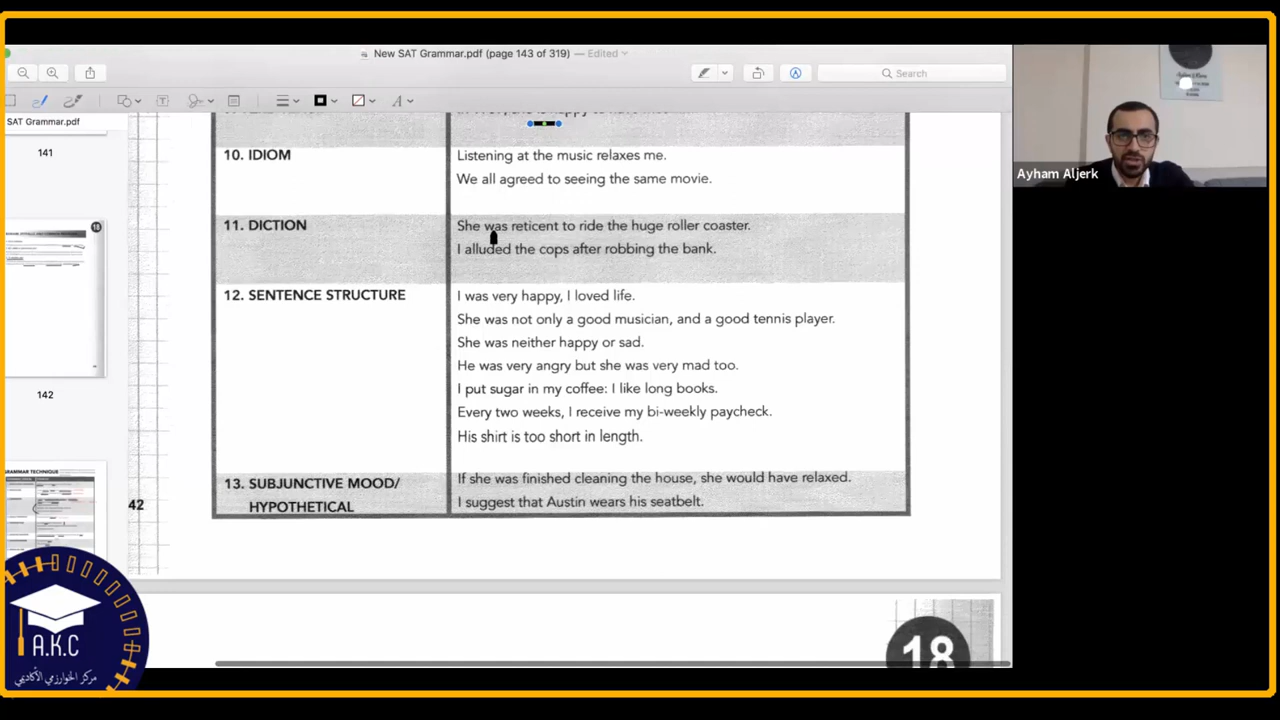 New SAT Grammar.pdf (page 143 of 319) — Edited
Search
SAT Grammar.pdf
141
142
42
10. IDIOM
Listening at the music relaxes me.
We all agreed to seeing the same movie.
11. DICTION
She was reticent to ride the huge roller coaster.
I alluded the cops after robbing the bank.
12. SENTENCE STRUCTURE
I was very happy, I loved life.
She was not only a good musician, and a good tennis player.
She was neither happy or sad.
He was very angry but she was very mad too.
I put sugar in my coffee: I like long books.
Every two weeks, I receive my bi-weekly paycheck.
His shirt is too short in length.
13. SUBJUNCTIVE MOOD/
HYPOTHETICAL
If she was finished cleaning the house, she would have relaxed.
I suggest that Austin wears his seatbelt.
18
Ayham Aljerk
A.K.C
مركز الخوارزمي الأكاديمي